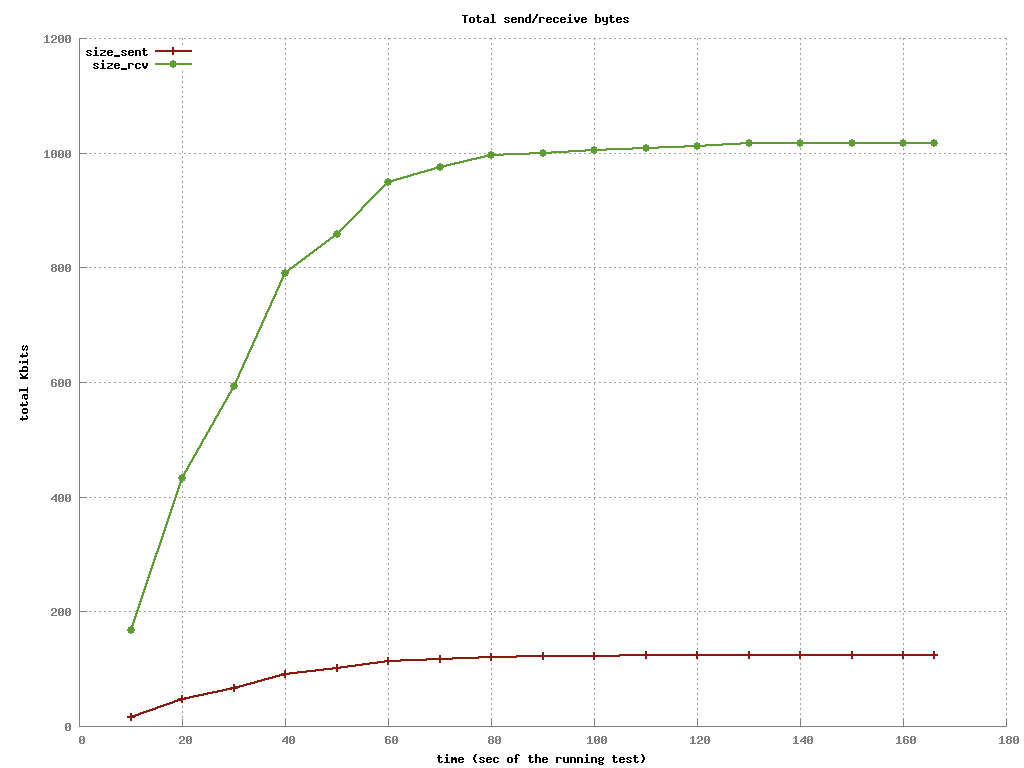 Total send/receive bytes
1200
size_sent
size_rcv
1000
800
600
total Kbits
400
200
0
0 20 40 60 80 100 120 140 160 180
time (sec of the running test)